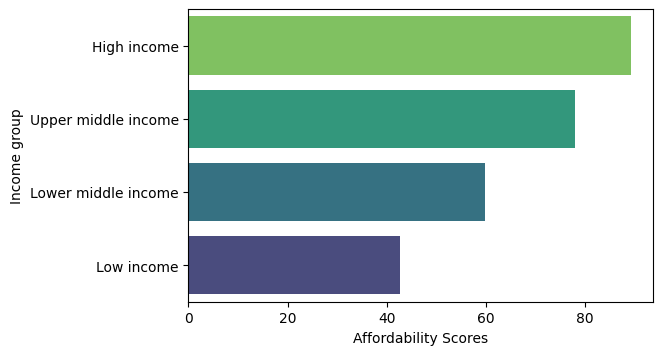 High income
Upper middle income
Lower middle income
Low income
Income group
0 20 40 60 80
Affordability Scores